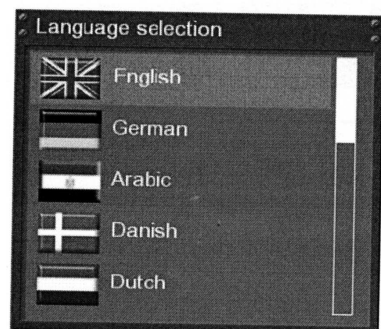 Language selection
Fnglish
German
Arabic
Danish
Dutch